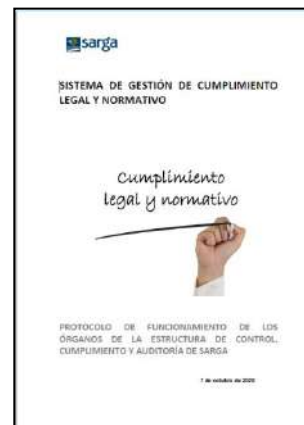 sarga
SISTEMA DE GESTIÓN DE CUMPLIMIENTO
LEGAL Y NORMATIVO
Cumplimiento
legal y normativo
PROTOCOLO DE FUNCIONAMIENTO DE LOS
ÓRGANOS DE LA ESTRUCTURA DE CONTROL,
CUMPLIMIENTO Y AUDITORÍA DE SARGA
7 de octubre de 2020